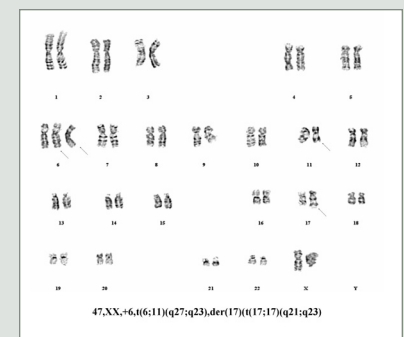 1 2 3 4 5
6 7 8 9 10 11 12
13 14 15 16 17 18
19 20 21 22 X Y
47,XX,+6,t(6;11)(q27;q23),der(17)(t(17;17)(q21;q23)